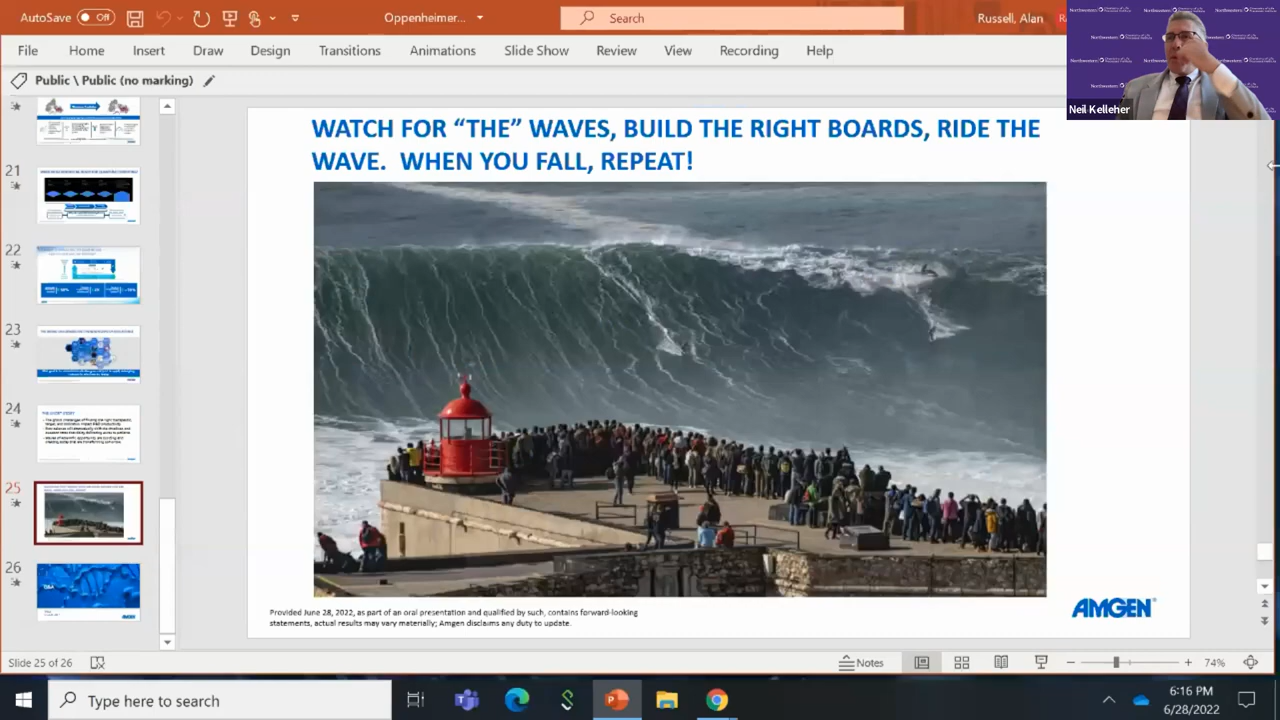 AutoSave Off
Oppenheimer...
Search
Russell, Alan
File Home Insert Draw Design Transitions Animations Slide Show Review View Recording Help
Public \ Public (no marking)
Neil Kelleher
WATCH FOR “THE” WAVES, BUILD THE RIGHT BOARDS, RIDE THE
WAVE. WHEN YOU FALL, REPEAT!
21
22
23
24
25
26
Q&A
Provided June 28, 2022, as part of an oral presentation and qualified by such, contains forward-looking
statements, actual results may vary materially; Amgen disclaims any duty to update.
AMGEN
Slide 25 of 26
Notes
74%
Type here to search
6:16 PM
6/28/2022